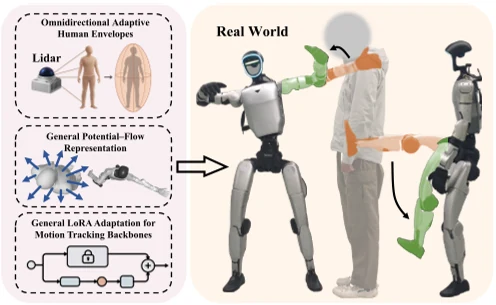 Omnidirectional Adaptive
Human Envelopes
Lidar
General Potential–Flow
Representation
General LoRA Adaptation for
Motion Tracking Backbones
Real World